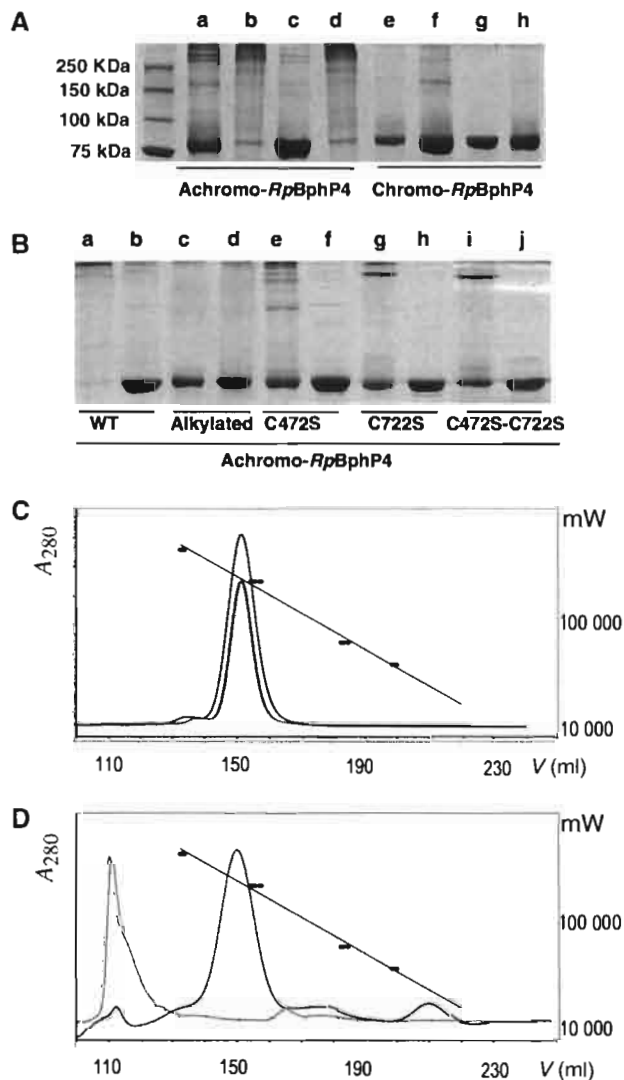 A
a b c d e f g h
250 KDa
150 kDa
100 kDa
75 kDa
Achromo-RpBphP4 Chromo-RpBphP4
B
a b c d e f g h i j
WT Alkylated C472S C722S C472S-C722S
Achromo-RpBphP4
C
A280
mW
100 000
10 000
110 150 190 230 V (ml)
D
A280
mW
100 000
10 000
110 150 190 230 V (ml)